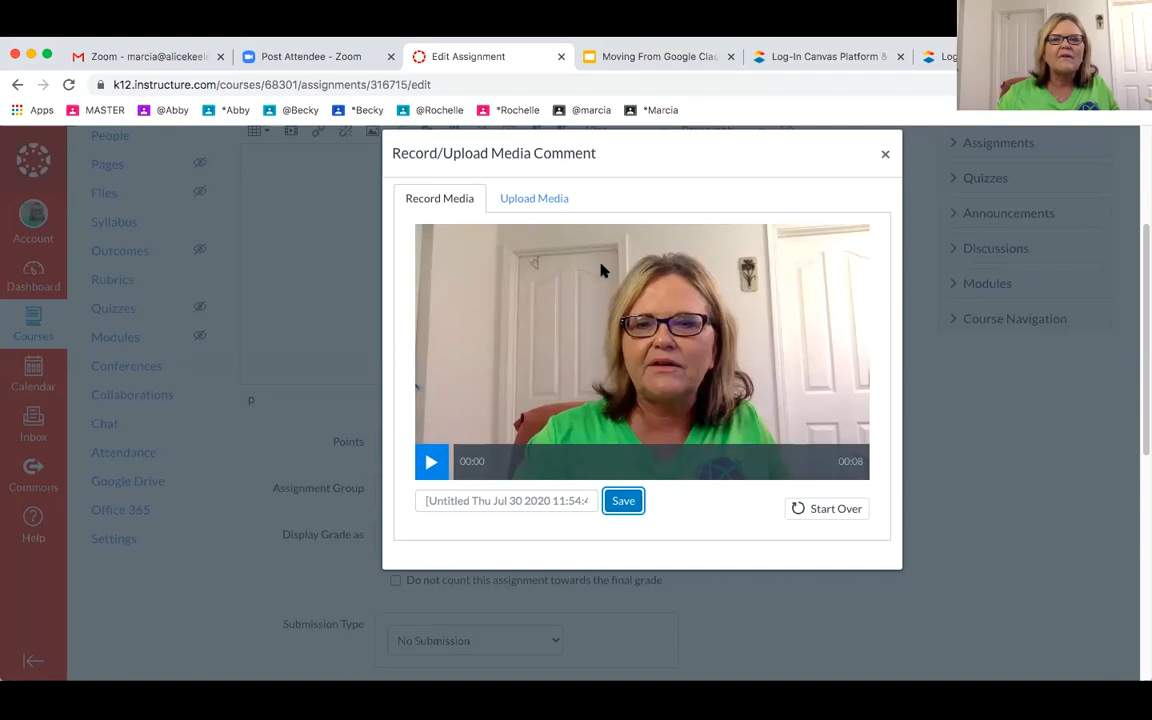 Zoom - marcia@alicekeel
Post Attendee - Zoom
Edit Assignment
Moving From Google Clas
Log-In Canvas Platform &
Log
k12.instructure.com/courses/68301/assignments/316715/edit
Apps
MASTER
@Abby
*Abby
@Becky
*Becky
@Rochelle
*Rochelle
@marcia
*Marcia
Account
Dashboard
Courses
Calendar
Inbox
Commons
Help
People
Pages
Files
Syllabus
Outcomes
Rubrics
Quizzes
Modules
Conferences
Collaborations
Chat
Attendance
Google Drive
Office 365
Settings
p
Points
Assignment Group
Display Grade as
Do not count this assignment towards the final grade
Submission Type
No Submission
Record/Upload Media Comment
Record Media
Upload Media
00:00
00:08
[Untitled Thu Jul 30 2020 11:54:4
Save
Start Over
Assignments
Quizzes
Announcements
Discussions
Modules
Course Navigation